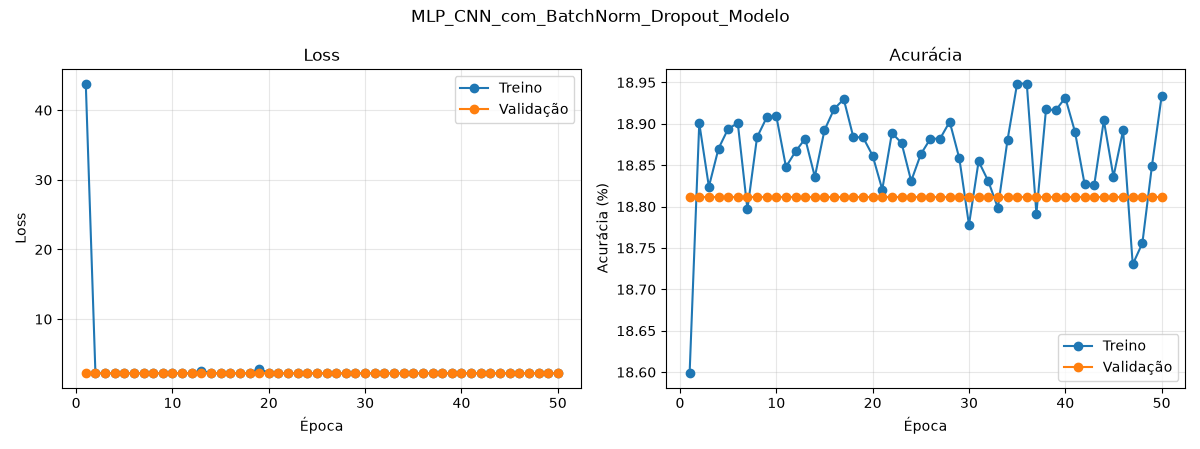 MLP_CNN_com_BatchNorm_Dropout_Modelo
Loss
Treino
Validação
40
30
20
10
Loss
0
10
20
30
40
50
Época
Acurácia
18.95
18.90
18.85
18.80
18.75
18.70
18.65
18.60
Acurácia (%)
Treino
Validação
0
10
20
30
40
50
Época